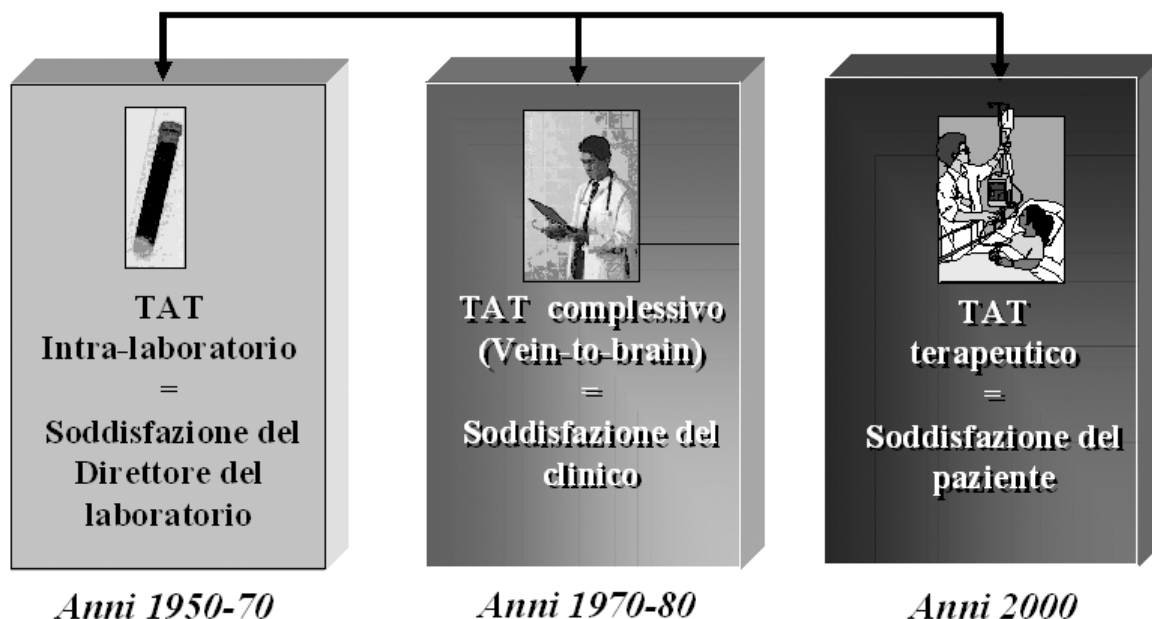 TAT
Intra-laboratorio
=
Soddisfazione del
Direttore del
laboratorio
Anni 1950-70
TAT complessivo
(Vein-to-brain)
=
Soddisfazione del
clinico
Anni 1970-80
TAT
terapeutico
=
Soddisfazione del
paziente
Anni 2000